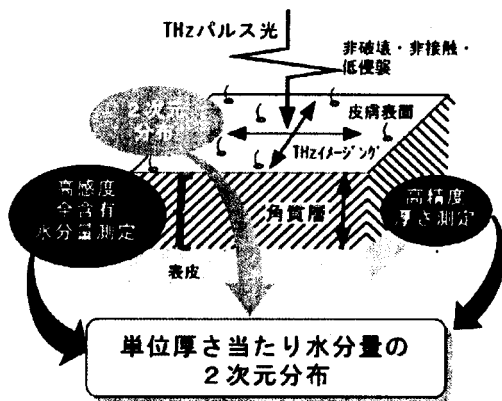 THzパルス光
非破壊・非接触・
低侵襲
2次元
分布
皮膚表面
THzイメージング
高感度
全含有
水分量測定
角質層
高精度
厚さ測定
表皮
単位厚さ当たり水分量の
2次元分布